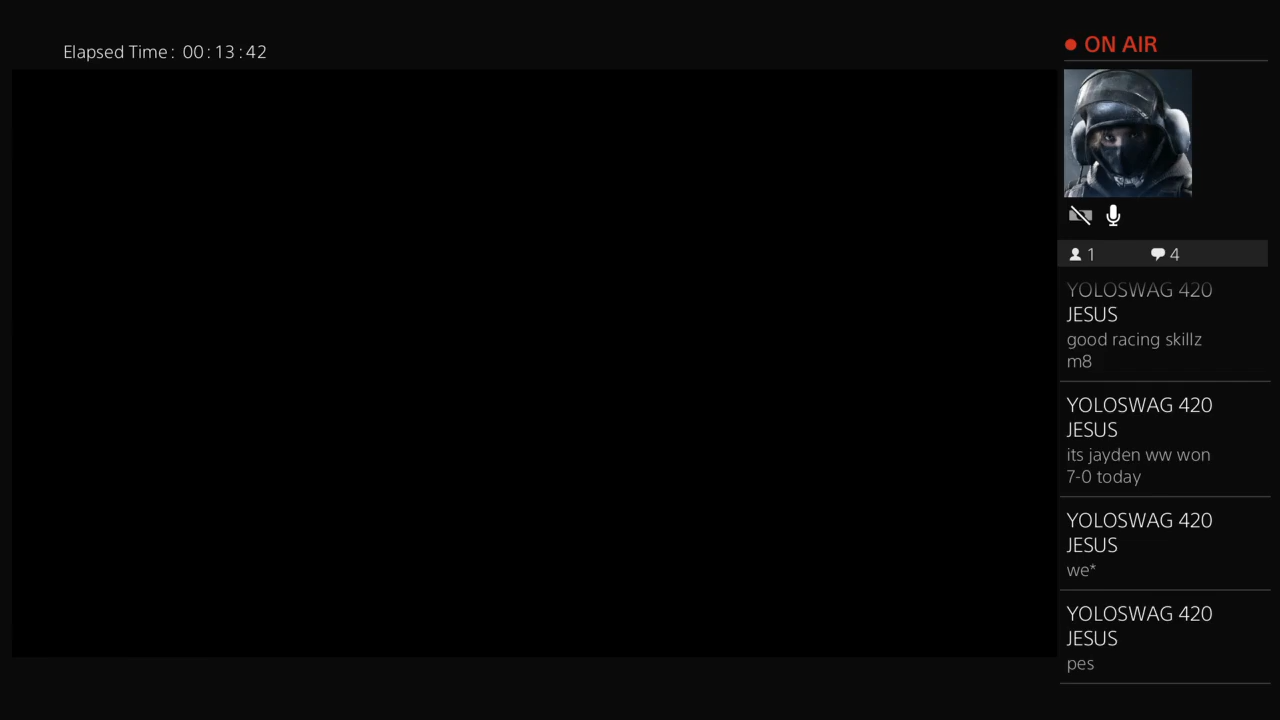 Elapsed Time: 00:13:42
ON AIR
1 4
YOLOSWAG 420
JESUS
good racing skillz
m8
YOLOSWAG 420
JESUS
its jayden ww won
7-0 today
YOLOSWAG 420
JESUS
we*
YOLOSWAG 420
JESUS
pes